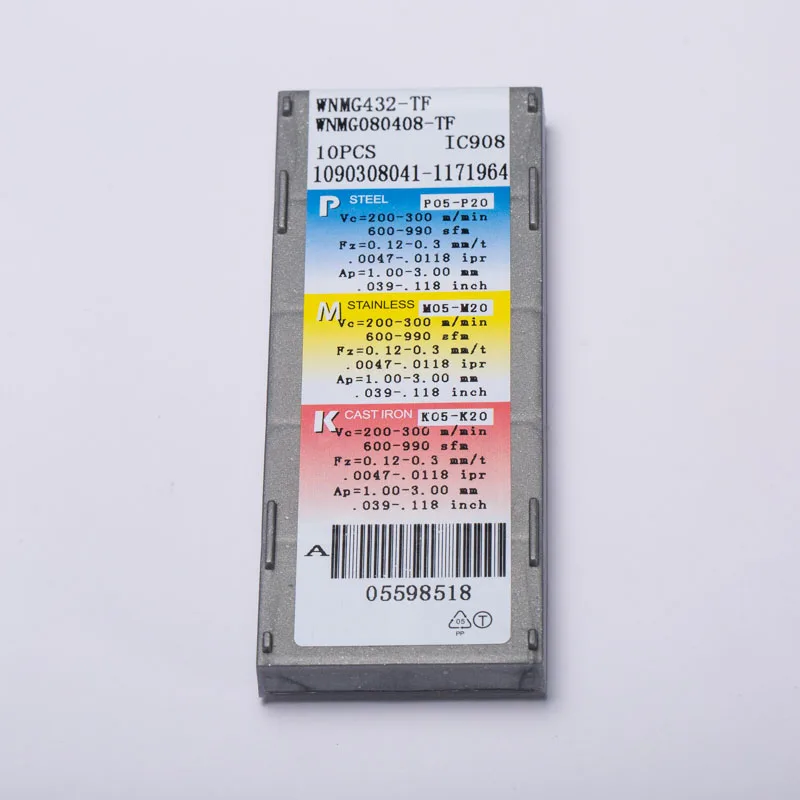 WNMG432-TF
WNMG080408-TF
10PCS IC908
1090308041-1171964
P STEEL P05-P20
Vc=200-300 m/min
600-990 sfm
Fz=0.12-0.3 mm/t
.0047-.0118 ipr
Ap=1.00-3.00 mm
.039-.118 inch
M STAINLESS M05-M20
Vc=200-300 m/min
600-990 sfm
Fz=0.12-0.3 mm/t
.0047-.0118 ipr
Ap=1.00-3.00 mm
.039-.118 inch
K CAST IRON K05-K20
Vc=200-300 m/min
600-990 sfm
Fz=0.12-0.3 mm/t
.0047-.0118 ipr
Ap=1.00-3.00 mm
.039-.118 inch
A
05598518
05 T
PP